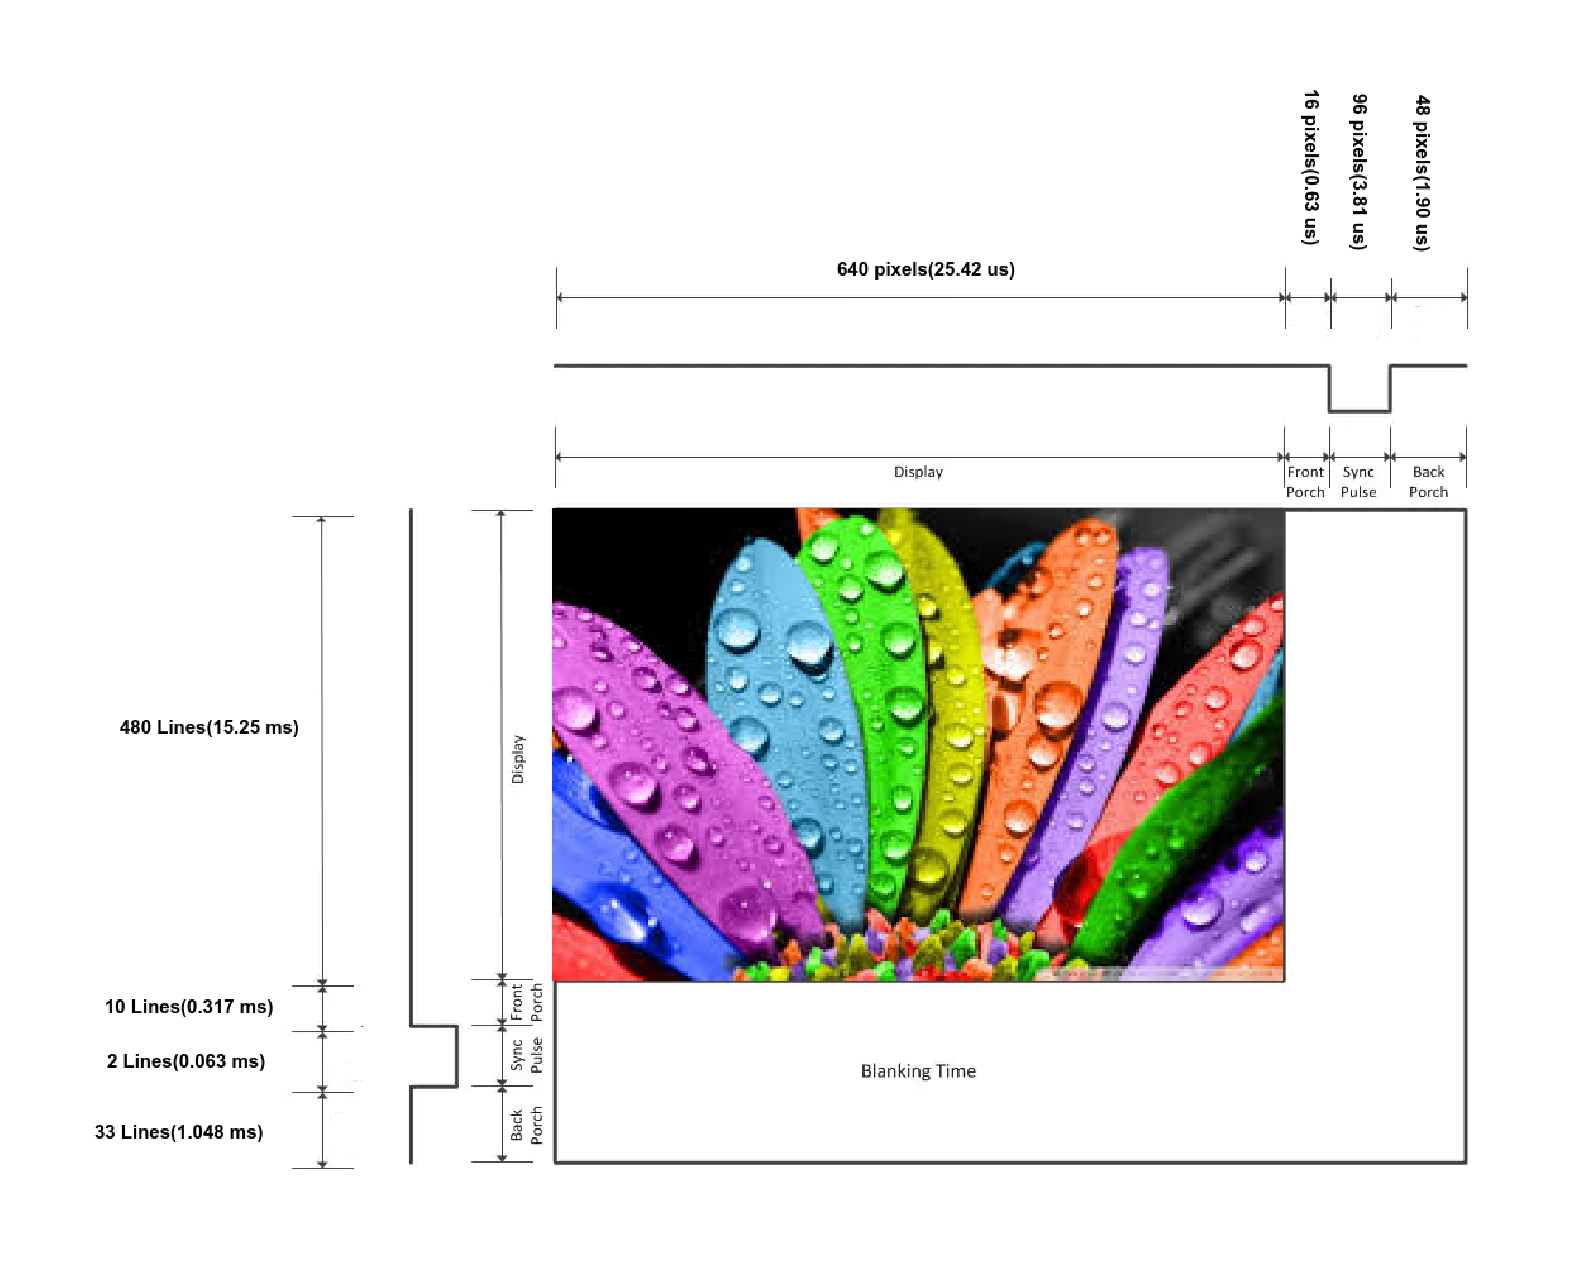 16 pixels(0.63 us)
96 pixels(3.81 us)
48 pixels(1.90 us)
640 pixels(25.42 us)
Display
Front
Porch
Sync
Pulse
Back
Porch
480 Lines(15.25 ms)
Display
10 Lines(0.317 ms)
Front
Porch
2 Lines(0.063 ms)
Sync
Pulse
33 Lines(1.048 ms)
Back
Porch
Blanking Time